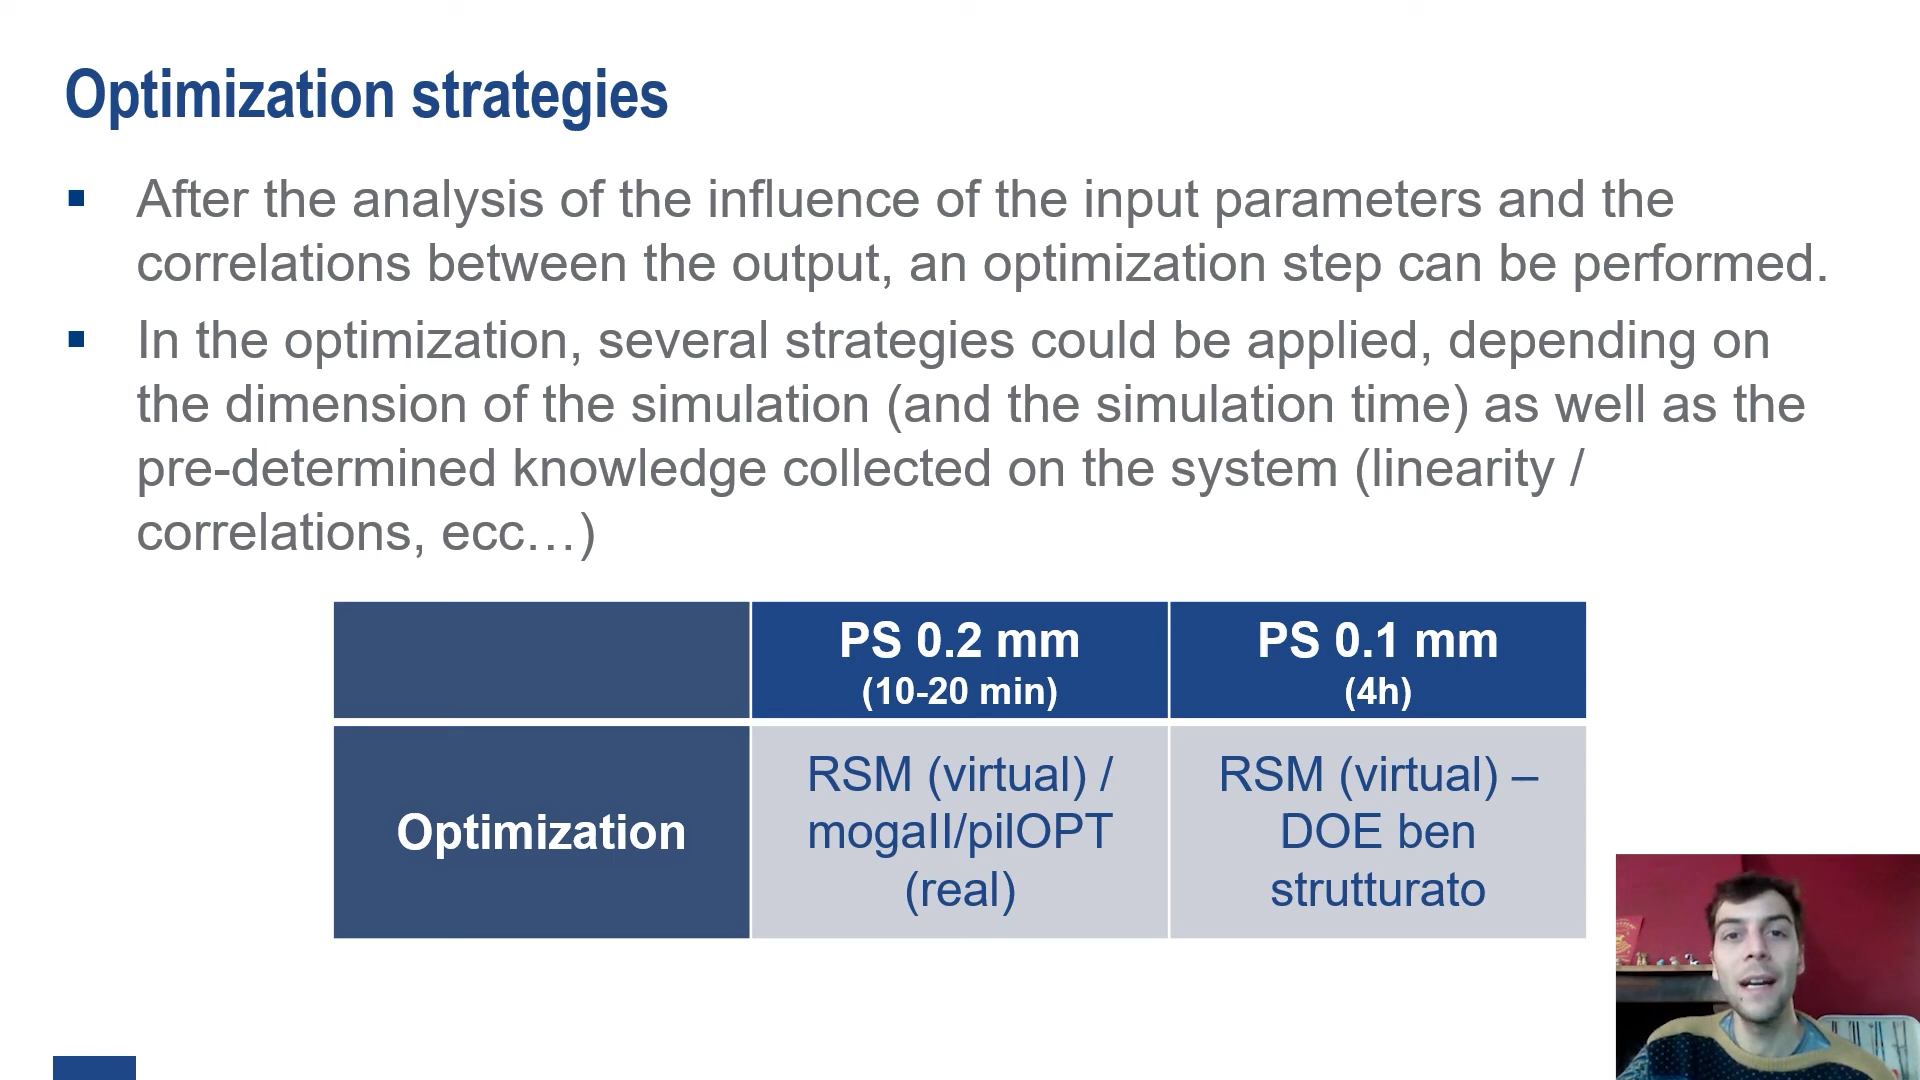 Optimization strategies
After the analysis of the influence of the input parameters and the
correlations between the output, an optimization step can be performed.
In the optimization, several strategies could be applied, depending on
the dimension of the simulation (and the simulation time) as well as the
pre-determined knowledge collected on the system (linearity /
correlations, ecc…)
PS 0.2 mm
(10-20 min)
PS 0.1 mm
(4h)
Optimization
RSM (virtual) /
mogaII/pilOPT
(real)
RSM (virtual) –
DOE ben
strutturato